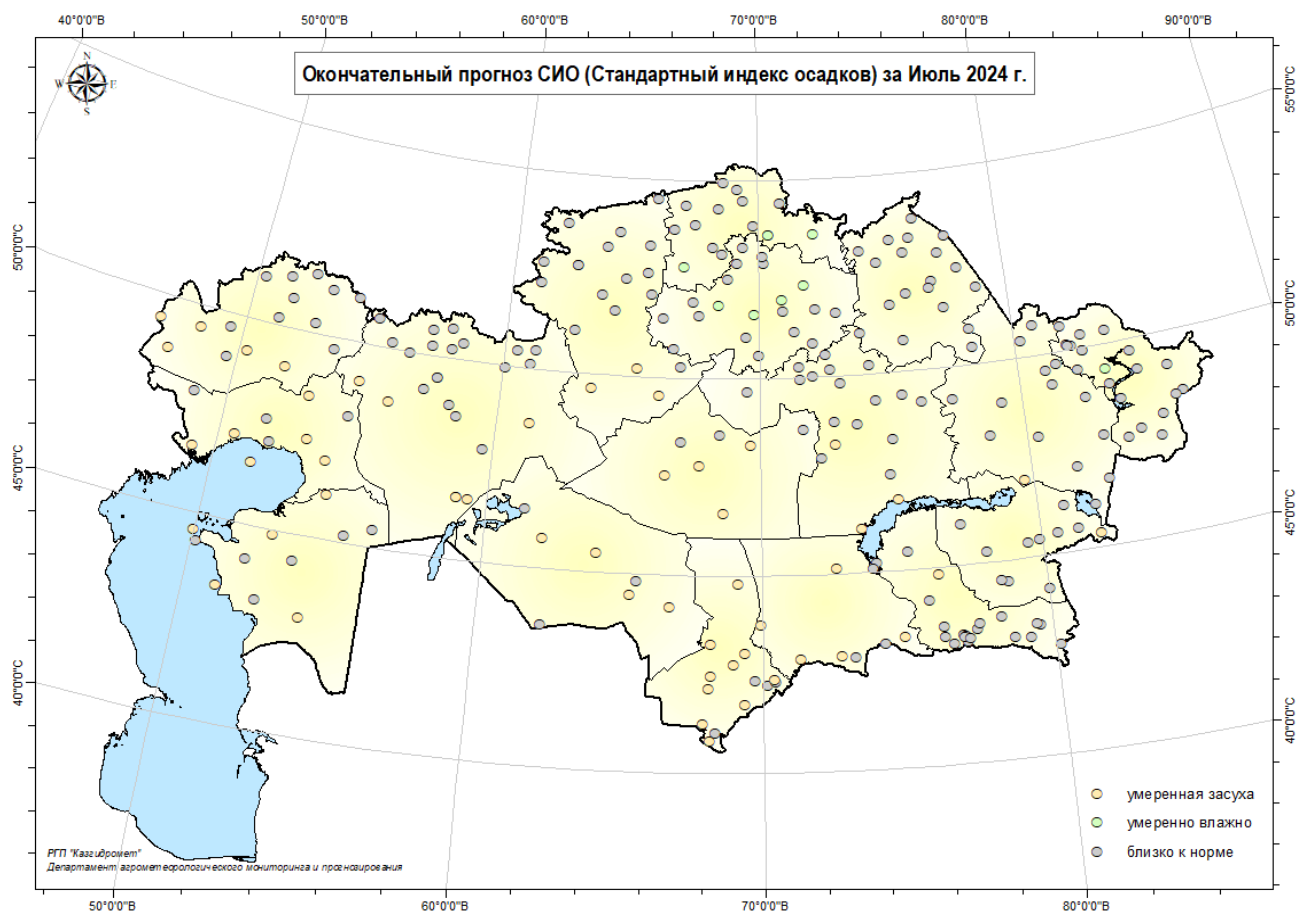 40°0'0"В 50°0'0"В 60°0'0"В 70°0'0"В 80°0'0"В 90°0'0"В
Окончательный прогноз СИО (Стандартный индекс осадков) за Июль 2024 г.
N
W E
S
55°0'0"С
50°0'0"С
50°0'0"С
45°0'0"С
45°0'0"С
40°0'0"С
40°0'0"С
умеренная засуха
умеренно влажно
близко к норме
РГП "Казгидромет"
Департамент агрометеорологического мониторинга и прогнозирования
50°0'0"В 60°0'0"В 70°0'0"В 80°0'0"В